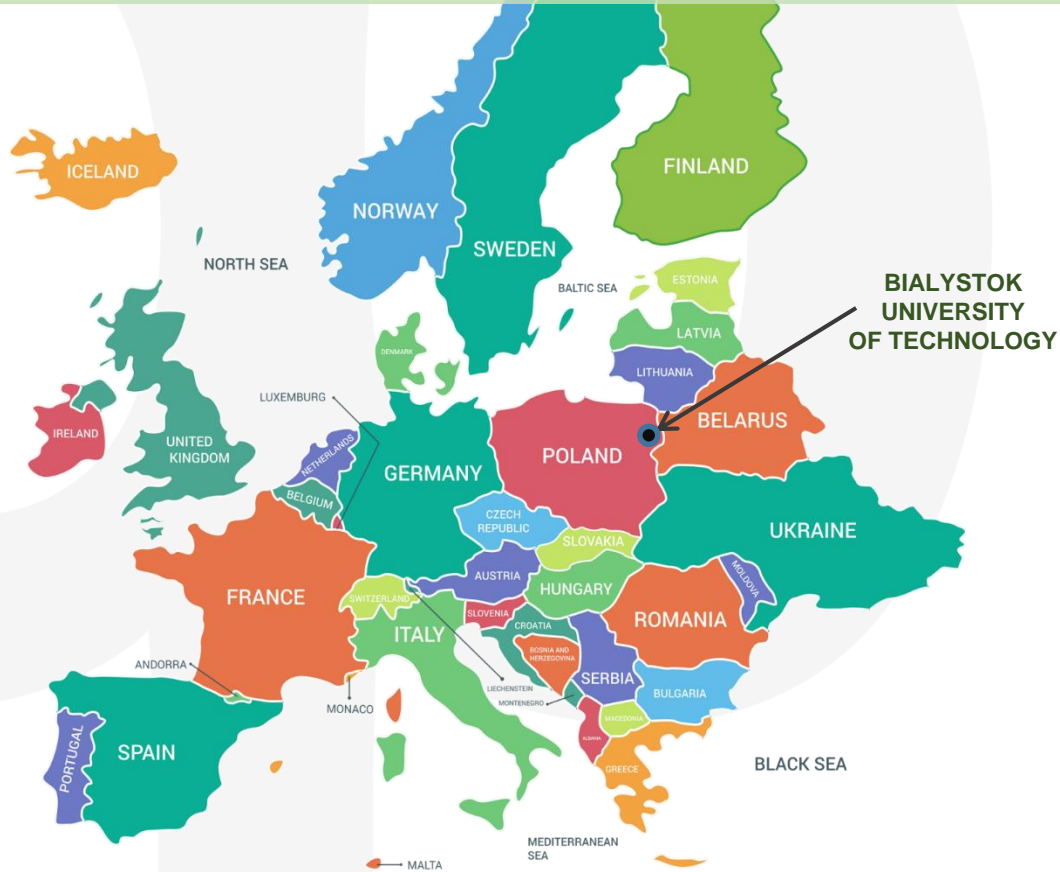 FINLAND
ICELAND
NORWAY
SWEDEN
NORTH SEA
ESTONIA
BALTIC SEA
BIALYSTOK
UNIVERSITY
OF TECHNOLOGY
LATVIA
DENMARK
LITHUANIA
LUXEMBURG
BELARUS
IRELAND
UNITED
KINGDOM
NETHERLANDS
POLAND
GERMANY
BELGIUM
CZECH
REPUBLIC
UKRAINE
SLOVAKIA
AUSTRIA
MOLDOVA
HUNGARY
FRANCE
SWITZERLAND
SLOVENIA
ROMANIA
CROATIA
ITALY
BOSNIA AND
HERZEGOVINA
ANDORRA
SERBIA
LIECHENSTEIN
BULGARIA
MONTENEGRO
MONACO
MACEDONIA
ALBANIA
PORTUGAL
SPAIN
BLACK SEA
GREECE
MEDITERRANEAN
SEA
MALTA